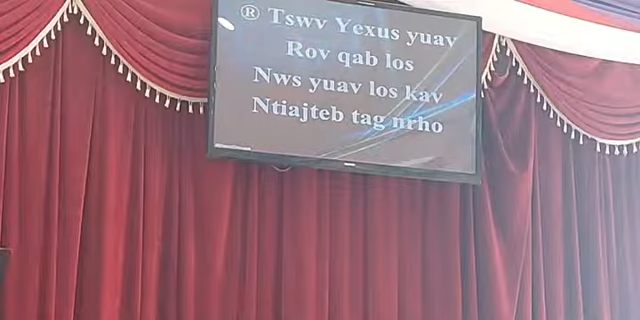 ® Tswv Yexus yuav
Rov qab los
Nws yuav los kav
Ntiajteb tag nrho